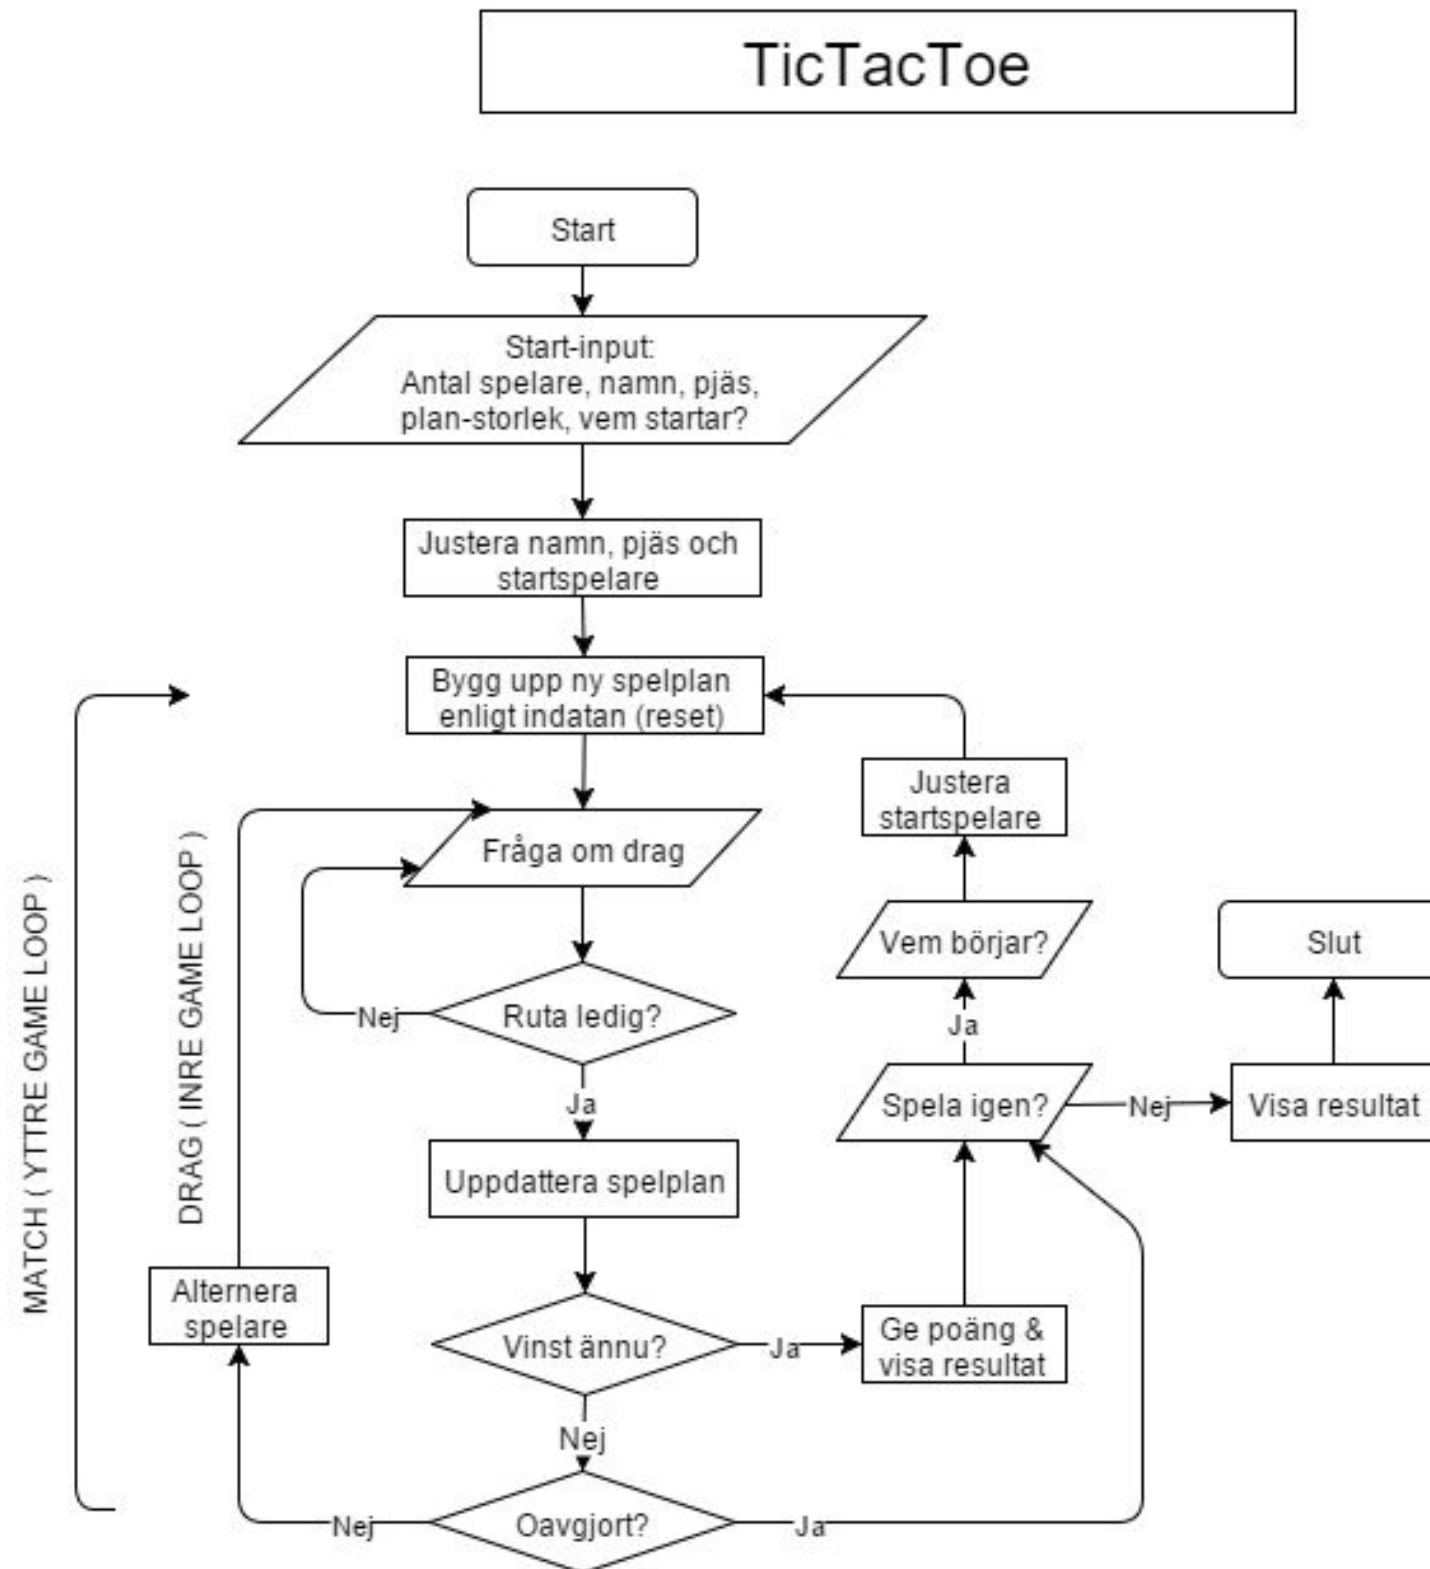 TicTacToe
Start
Start-input:
Antal spelare, namn, pjäs,
plan-storlek, vem startar?
Justera namn, pjäs och
startspelare
Bygg upp ny spelplan
enligt indatan (reset)
Justera
startspelare
Fråga om drag
Vem börjar?
Slut
Nej
Ruta ledig?
Ja
Ja
Spela igen?
Nej
Visa resultat
MATCH ( YTTRE GAME LOOP )
DRAG ( INRE GAME LOOP )
Uppdattera spelplan
Alternera
spelare
Vinst ännu?
Ja
Ge poäng &
visa resultat
Nej
Nej
Oavgjort?
Ja